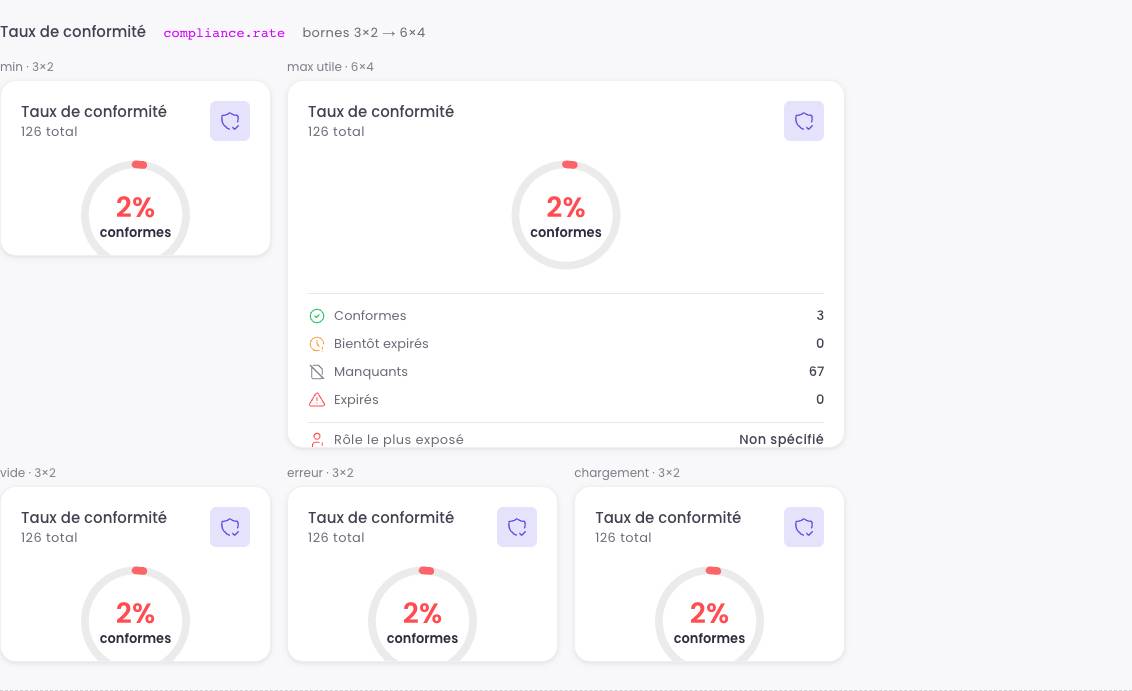 Taux de conformité compliance.rate bornes 3×2 → 6×4
min · 3×2
max utile · 6×4
Taux de conformité
126 total
2%
conformes
Taux de conformité
126 total
2%
conformes
Conformes 3
Bientôt expirés 0
Manquants 67
Expirés 0
Rôle le plus exposé Non spécifié
vide · 3×2
erreur · 3×2
chargement · 3×2
Taux de conformité
126 total
2%
conformes
Taux de conformité
126 total
2%
conformes
Taux de conformité
126 total
2%
conformes